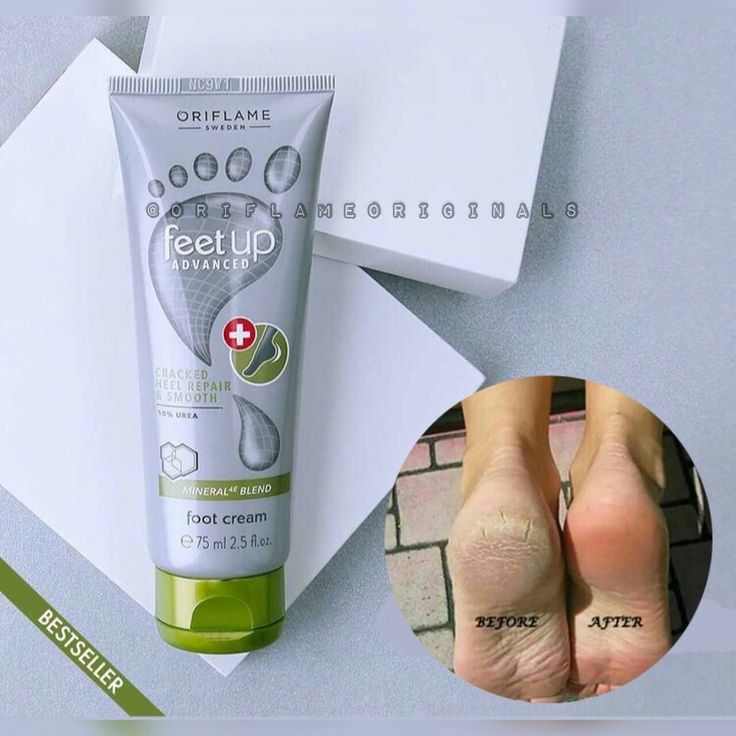 NC9W1
ORIFLAME
SWEDEN
@ORIFLAMEORIGINALS
feet up
ADVANCED
CRACKED
HEEL REPAIR
& SMOOTH
10% UREA
MINERAL⁴ᴱ BLEND
foot cream
℮ 75 ml 2.5 fl.oz.
BEFORE
AFTER
BESTSELLER